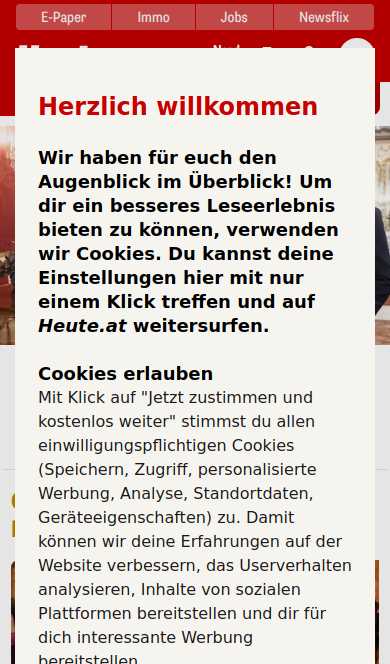 E-Paper Immo Jobs Newsflix
Herzlich willkommen
Wir haben für euch den
Augenblick im Überblick! Um
dir ein besseres Leseerlebnis
bieten zu können, verwenden
wir Cookies. Du kannst deine
Einstellungen hier mit nur
einem Klick treffen und auf
Heute.at weitersurfen.
Cookies erlauben
Mit Klick auf "Jetzt zustimmen und
kostenlos weiter" stimmst du allen
einwilligungspflichtigen Cookies
(Speichern, Zugriff, personalisierte
Werbung, Analyse, Standortdaten,
Geräteeigenschaften) zu. Damit
können wir deine Erfahrungen auf der
Website verbessern, das Userverhalten
analysieren, Inhalte von sozialen
Plattformen bereitstellen und dir für
dich interessante Werbung
bereitstellen